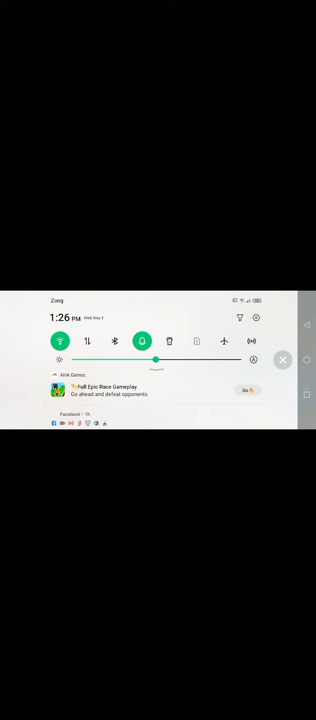 Zong
1:26 PM Wed, May 5
AHA Games
Full Epic Race Gameplay.
Go ahead and defeat opponents.
Go
Facebook • 7h